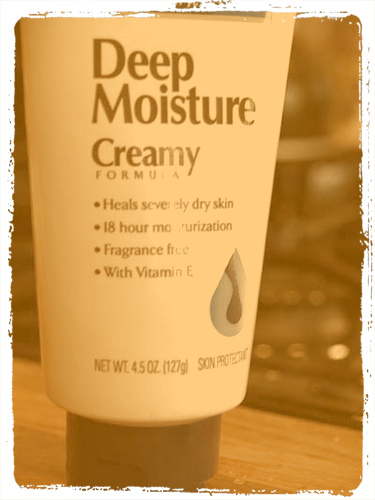 Deep
Moisture
Creamy
FORMULA
• Heals severely dry skin
• 18 hour moisturization
• Fragrance free
• With Vitamin E
NET WT. 4.5 OZ. (127g) SKIN PROTECTANT